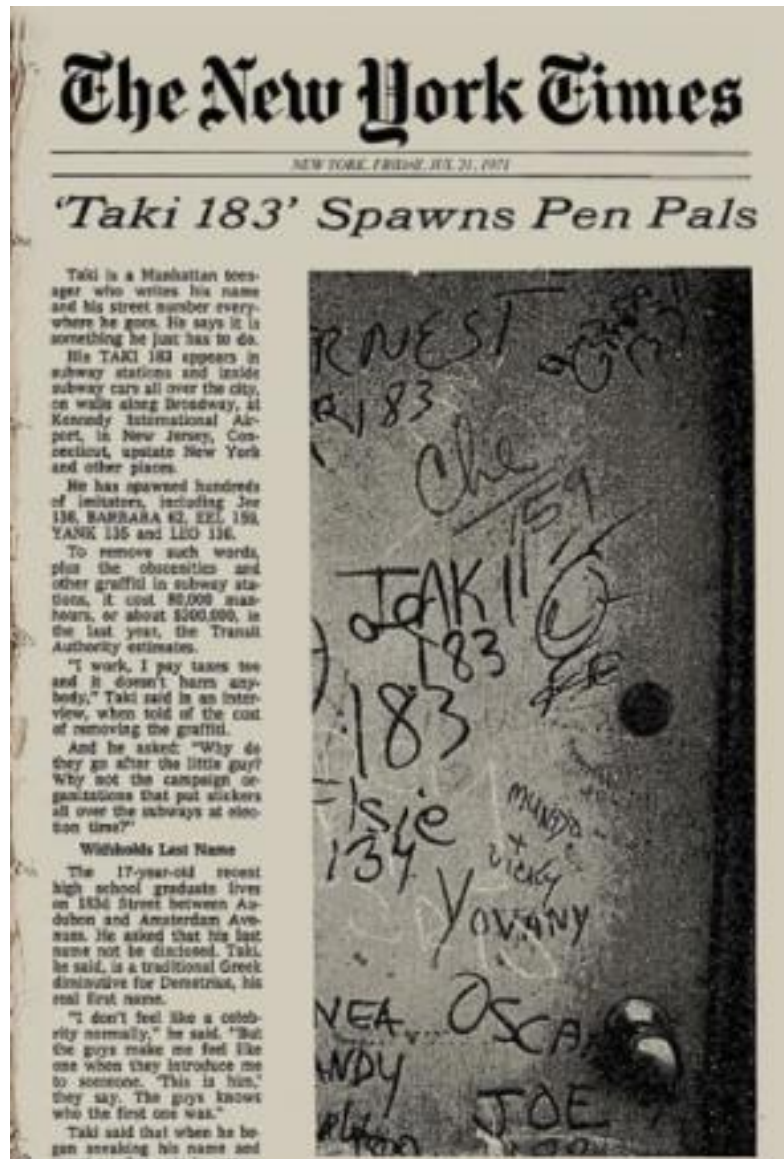 The New York Times
NEW YORK, FRIDAY, JUL 21, 1971
'Taki 183' Spawns Pen Pals
Taki is a Manhattan teen-
ager who writes his name
and his street number every-
where he goes. He says it is
something he just has to do.
His TAKI 183 appears in
subway stations and inside
subway cars all over the city,
on walls along Broadway, at
Kennedy International Air-
port, in New Jersey, Con-
necticut, upstate New York
and other places.
He has spawned hundreds
of imitators, including Joe
136, BARBARA 62, EEL 159,
YANK 135 and LEO 136.
To remove such words,
plus the obscenities and
other graffiti in subway sta-
tions, it cost 80,000 man-
hours, or about $300,000, in
the last year, the Transit
Authority estimates.
"I work, I pay taxes too
and it doesn't harm any-
body," Taki said in an inter-
view, when told of the cost
of removing the graffiti.
And he asked: "Why do
they go after the little guy?
Why not the campaign or-
ganizations that put stickers
all over the subways at elec-
tion time?"
Withholds Last Name
The 17-year-old recent
high school graduate lives
on 183d Street between Au-
dubon and Amsterdam Ave-
nues. He asked that his last
name not be disclosed. Taki,
he said, is a traditional Greek
diminutive for Demetrius, his
real first name.
"I don't feel like a celeb-
rity normally," he said. "But
the guys make me feel like
one when they introduce me
to someone. 'This is him,'
they say. The guys knows
who the first one was."
Taki said that when he be-
gan sneaking his name and
RNEST
183
Che
159
TAKI
183
183
Elsie
134
MUNDO
+
VICKY
YOVANY
NEA
OSCAR
NDY
JOE